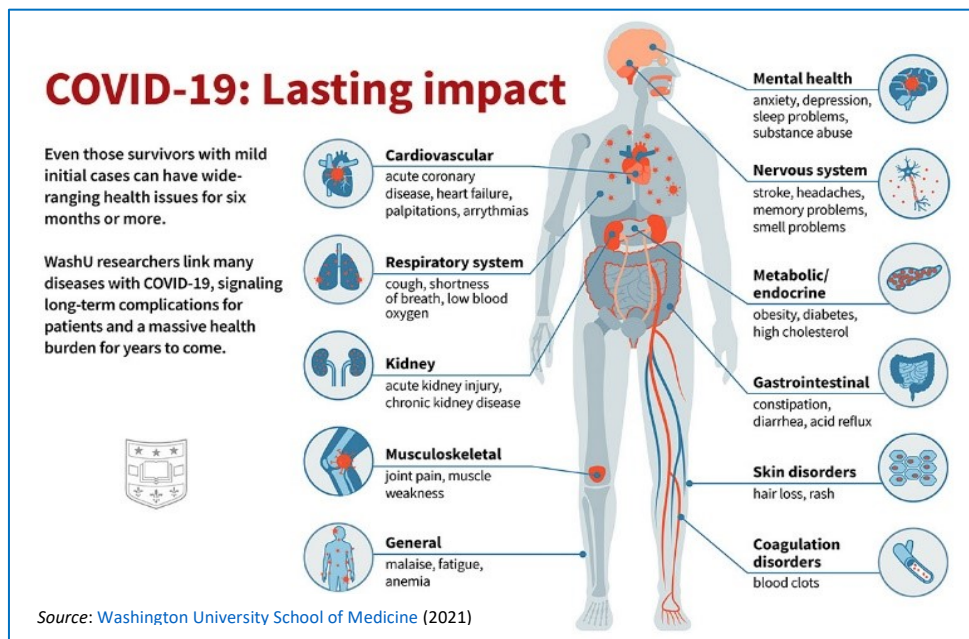 COVID-19: Lasting impact
Even those survivors with mild
initial cases can have wide-
ranging health issues for six
months or more.
WashU researchers link many
diseases with COVID-19, signaling
long-term complications for
patients and a massive health
burden for years to come.
Cardiovascular
acute coronary
disease, heart failure,
palpitations, arrythmias
Respiratory system
cough, shortness
of breath, low blood
oxygen
Kidney
acute kidney injury,
chronic kidney disease
Musculoskeletal
joint pain, muscle
weakness
General
malaise, fatigue,
anemia
Mental health
anxiety, depression,
sleep problems,
substance abuse
Nervous system
stroke, headaches,
memory problems,
smell problems
Metabolic/
endocrine
obesity, diabetes,
high cholesterol
Gastrointestinal
constipation,
diarrhea, acid reflux
Skin disorders
hair loss, rash
Coagulation
disorders
blood clots
Source: Washington University School of Medicine (2021)